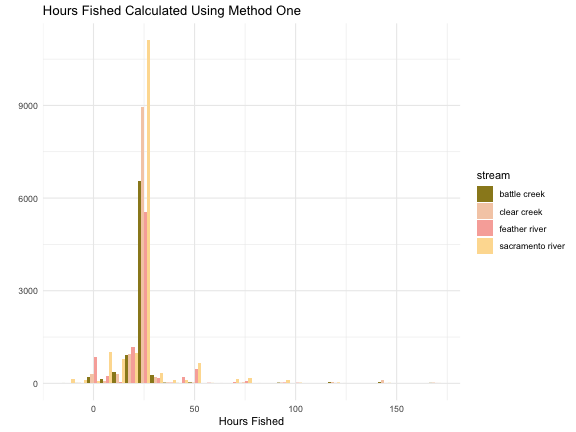 Hours Fished Calculated Using Method One
9000
6000
3000
0
0 50 100 150
Hours Fished
stream
battle creek
clear creek
feather river
sacramento river